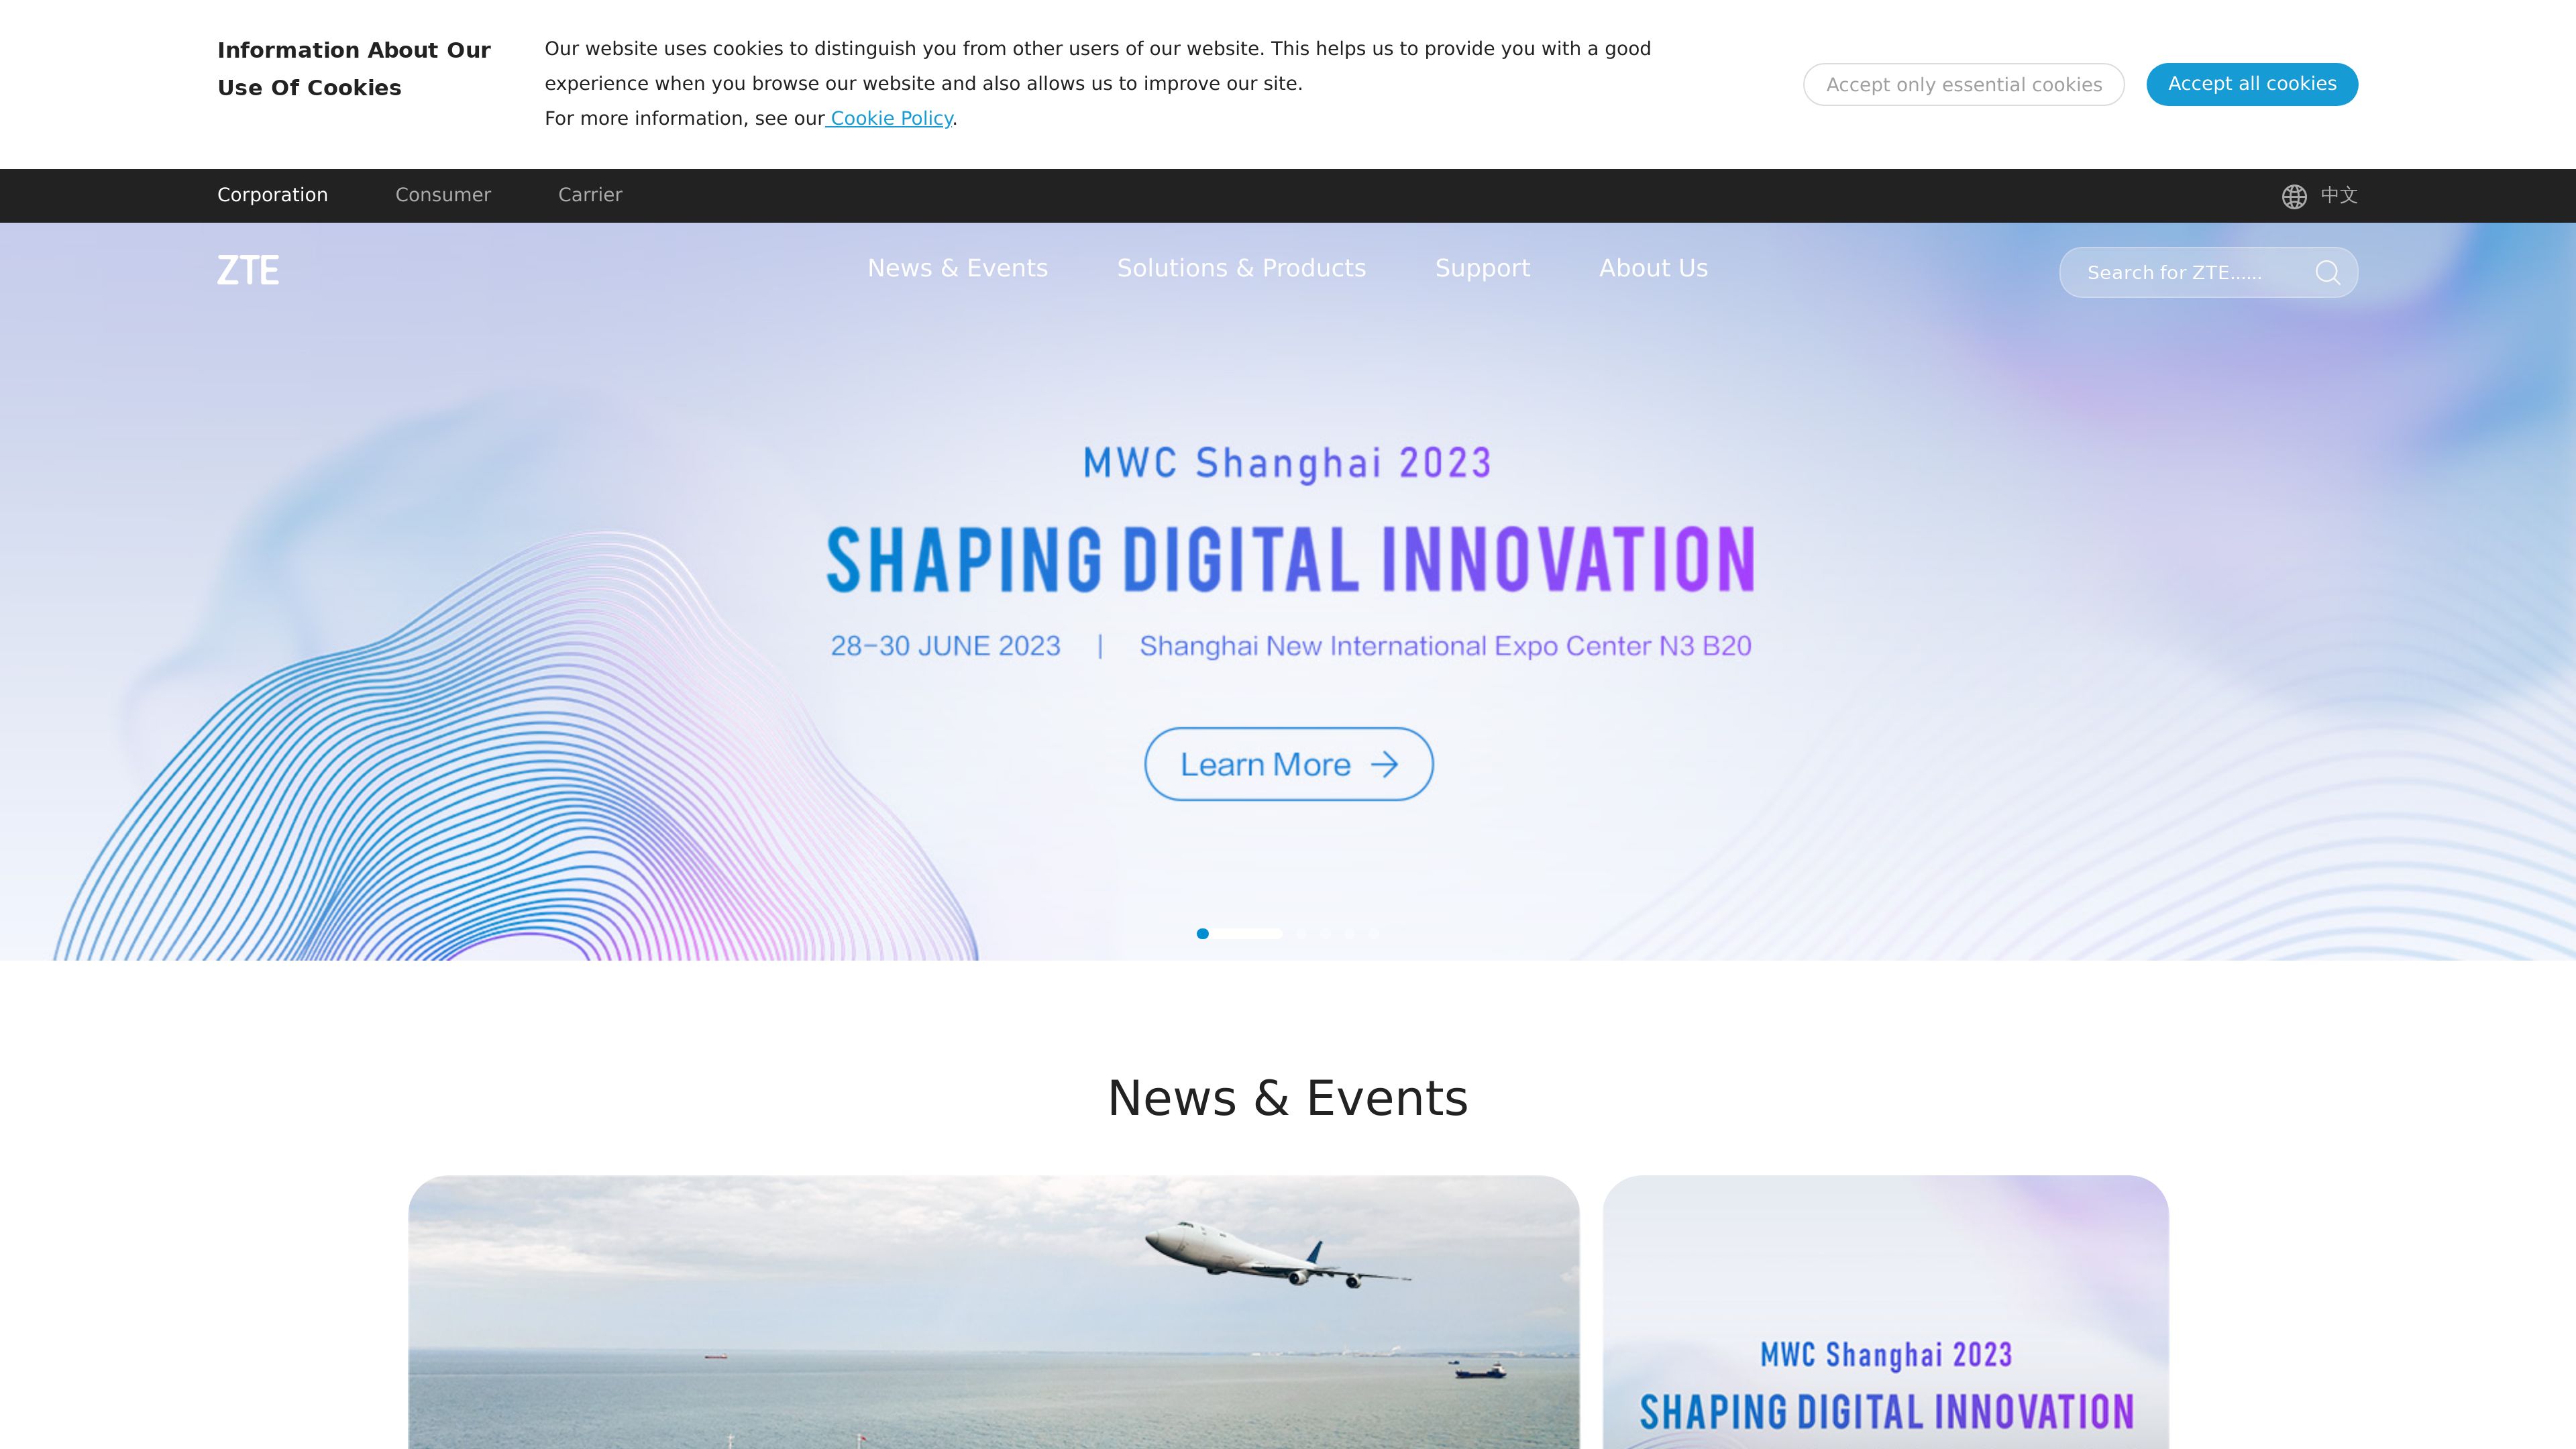 Information About Our
Use Of Cookies
Our website uses cookies to distinguish you from other users of our website. This helps us to provide you with a good
experience when you browse our website and also allows us to improve our site.
For more information, see our Cookie Policy.
Accept only essential cookies
Accept all cookies
Corporation
Consumer
Carrier
中文
ZTE
News & Events
Solutions & Products
Support
About Us
Search for ZTE......
MWC Shanghai 2023
SHAPING DIGITAL INNOVATION
28-30 JUNE 2023 | Shanghai New International Expo Center N3 B20
Learn More
News & Events
MWC Shanghai 2023
SHAPING DIGITAL INNOVATION